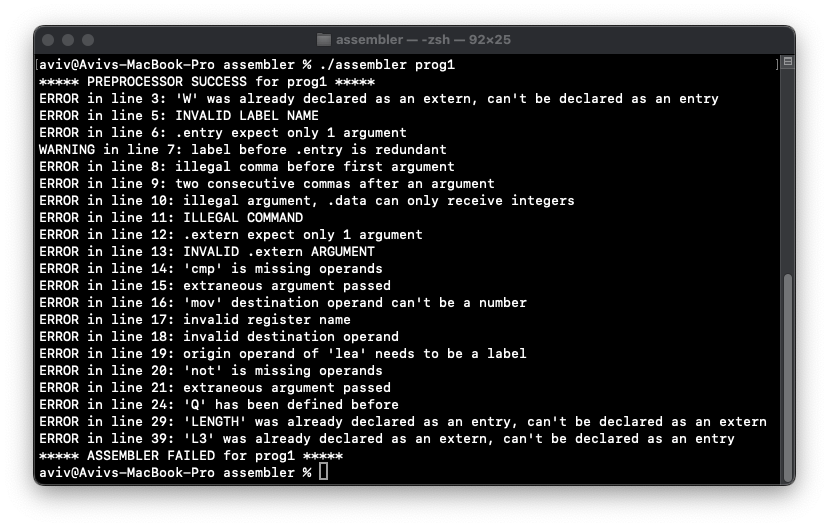 assembler — -zsh — 92×25
[aviv@Avivs-MacBook-Pro assembler % ./assembler prog1 ]
***** PREPROCESSOR SUCCESS for prog1 *****
ERROR in line 3: 'W' was already declared as an extern, can't be declared as an entry
ERROR in line 5: INVALID LABEL NAME
ERROR in line 6: .entry expect only 1 argument
WARNING in line 7: label before .entry is redundant
ERROR in line 8: illegal comma before first argument
ERROR in line 9: two consecutive commas after an argument
ERROR in line 10: illegal argument, .data can only receive integers
ERROR in line 11: ILLEGAL COMMAND
ERROR in line 12: .extern expect only 1 argument
ERROR in line 13: INVALID .extern ARGUMENT
ERROR in line 14: 'cmp' is missing operands
ERROR in line 15: extraneous argument passed
ERROR in line 16: 'mov' destination operand can't be a number
ERROR in line 17: invalid register name
ERROR in line 18: invalid destination operand
ERROR in line 19: origin operand of 'lea' needs to be a label
ERROR in line 20: 'not' is missing operands
ERROR in line 21: extraneous argument passed
ERROR in line 24: 'Q' has been defined before
ERROR in line 29: 'LENGTH' was already declared as an entry, can't be declared as an extern
ERROR in line 39: 'L3' was already declared as an extern, can't be declared as an entry
***** ASSEMBLER FAILED for prog1 *****
aviv@Avivs-MacBook-Pro assembler %